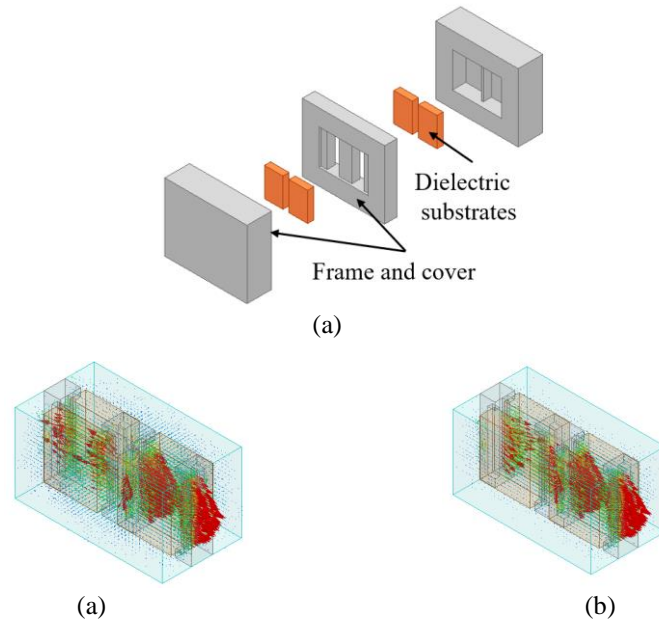 Dielectric
substrates
Frame and cover
(a)
(a)
(b)